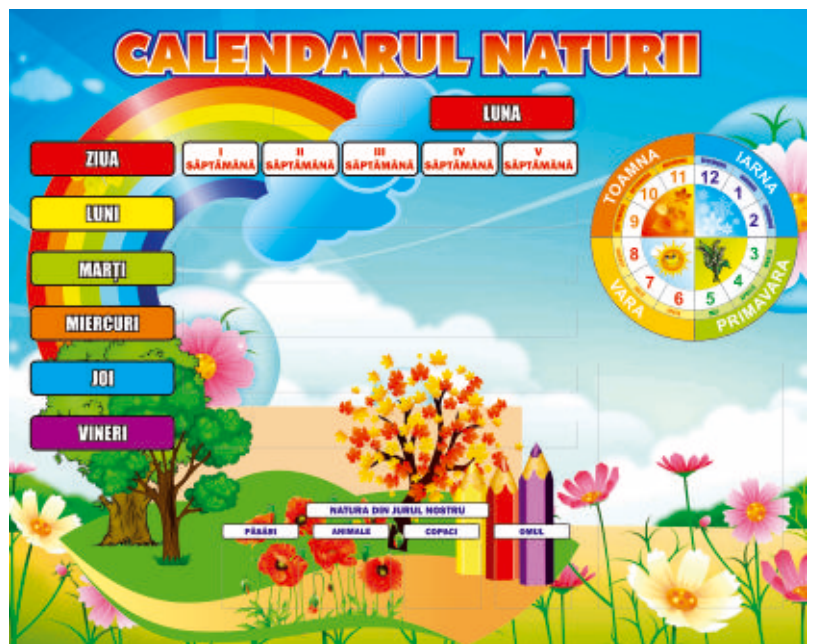 CALENDARUL NATURII
LUNA
ZIUA
I
SĂPTĂMÂNĂ
II
SĂPTĂMÂNĂ
III
SĂPTĂMÂNĂ
IV
SĂPTĂMÂNĂ
V
SĂPTĂMÂNĂ
LUNI
MARȚI
MIERCURI
JOI
VINERI
TOAMNA
IARNA
VARA
PRIMAVARA
12
1
2
3
4
5
6
7
8
9
10
11
NATURA DIN JURUL NOSTRU
PĂSĂRI
ANIMALE
COPACI
OMUL